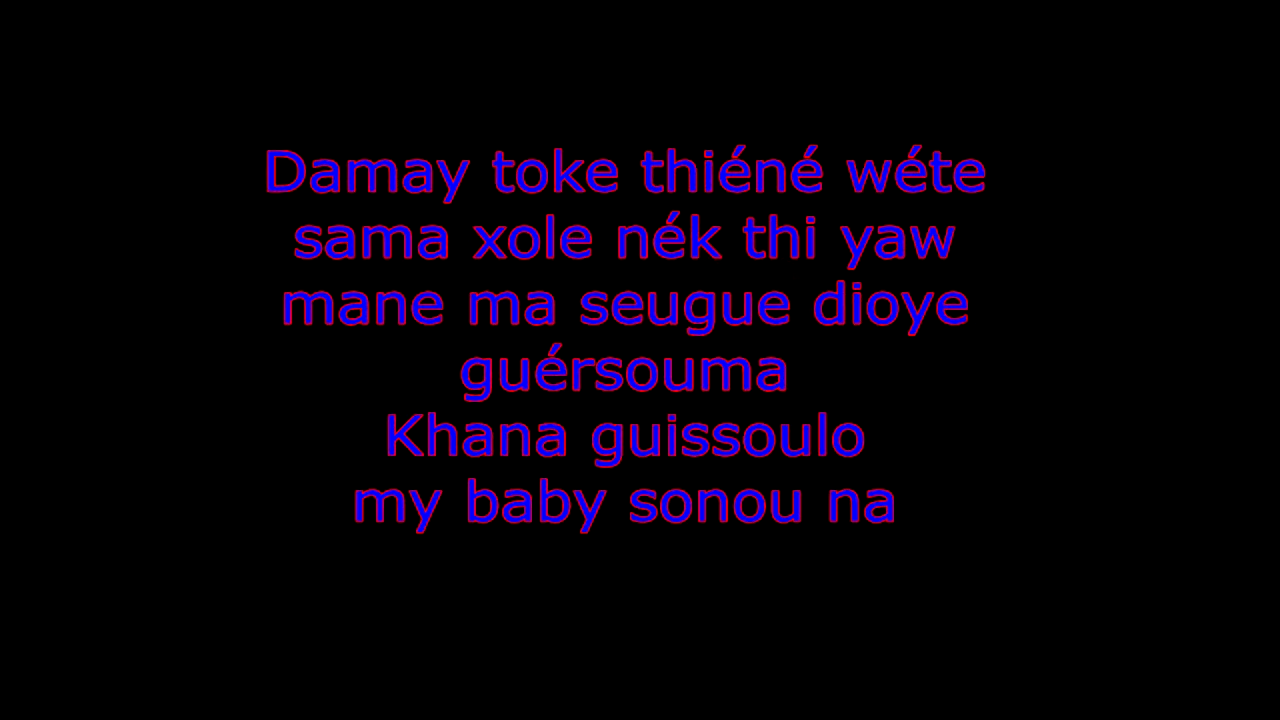 Damay toke thiéné wéte
sama xole nék thi yaw
mane ma seugue dioye
guérsouma
Khana guissoulo
my baby sonou na